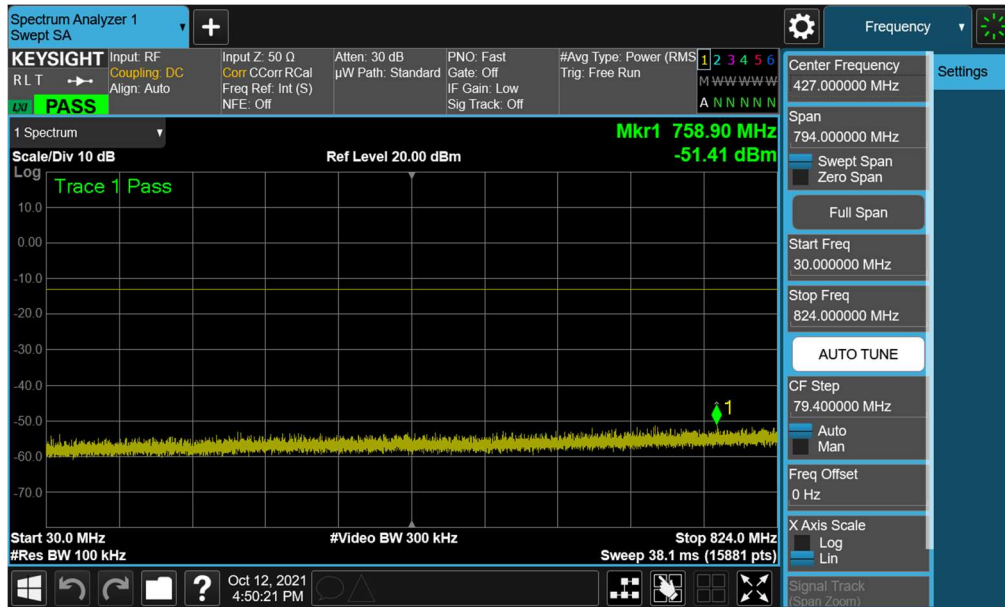 Spectrum Analyzer 1
Swept SA
Frequency
KEYSIGHT
Input: RF
Input Z: 50 Ω
Atten: 30 dB
PNO: Fast
#Avg Type: Power (RMS
1 2 3 4 5 6
R L T
Coupling: DC
Corr CCorr RCal
µW Path: Standard
Gate: Off
Trig: Free Run
M W W W W W
Align: Auto
Freq Ref: Int (S)
IF Gain: Low
LXI
PASS
NFE: Off
Sig Track: Off
A N N N N N
1 Spectrum
Mkr1 758.90 MHz
Scale/Div 10 dB
Ref Level 20.00 dBm
-51.41 dBm
Log
Trace 1 Pass
10.0
0.00
-10.0
-20.0
-30.0
-40.0
1
-50.0
-60.0
-70.0
Start 30.0 MHz
#Video BW 300 kHz
Stop 824.0 MHz
#Res BW 100 kHz
Sweep 38.1 ms (15881 pts)
Center Frequency
427.000000 MHz
Settings
Span
794.000000 MHz
Swept Span
Zero Span
Full Span
Start Freq
30.000000 MHz
Stop Freq
824.000000 MHz
AUTO TUNE
CF Step
79.400000 MHz
Auto
Man
Freq Offset
0 Hz
X Axis Scale
Log
Lin
Signal Track
(Span Zoom)
?
Oct 12, 2021
4:50:21 PM